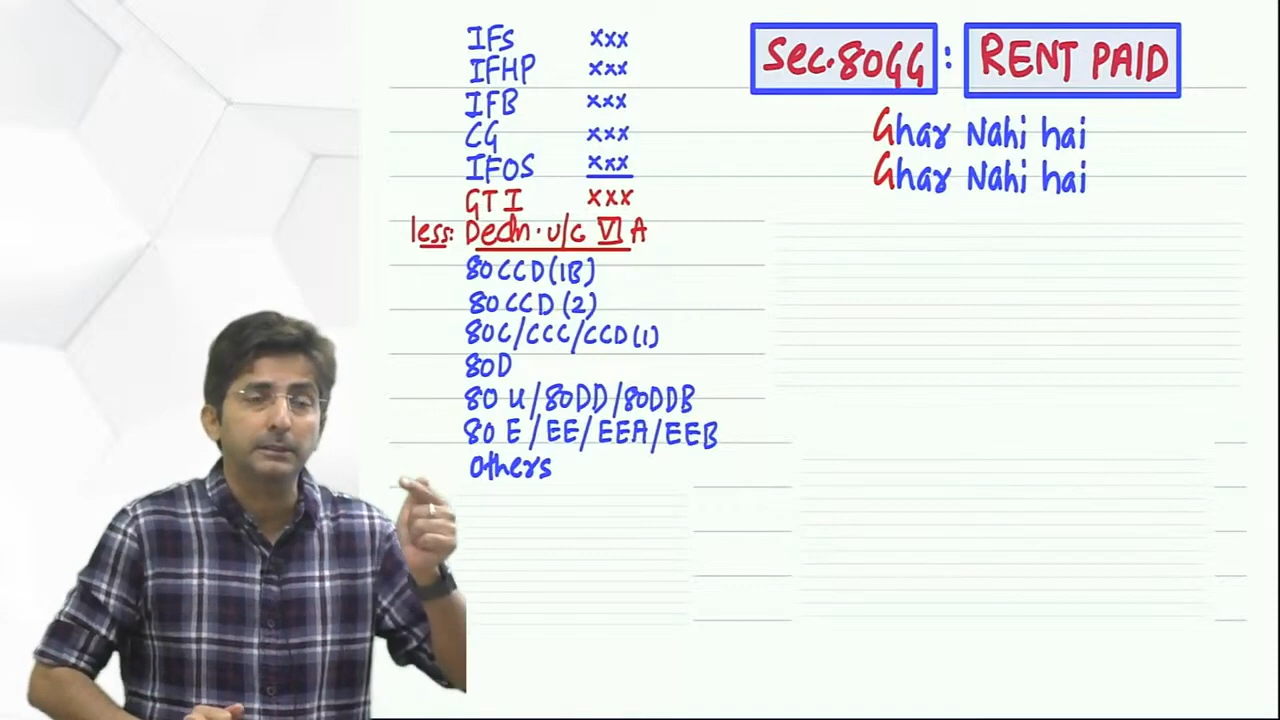 IFS xxx
IFHP xxx
IFB xxx
CG xxx
IFOS xxx
GTI xxx
less: Dedn. u/c VI A
80CCD(1B)
80CCD(2)
80C/CCC/CCD(1)
80D
80 U/80DD/80DDB
80 E/EE/EEA/EEB
Others
Sec.80GG : RENT PAID
Ghar Nahi hai
Ghar Nahi hai